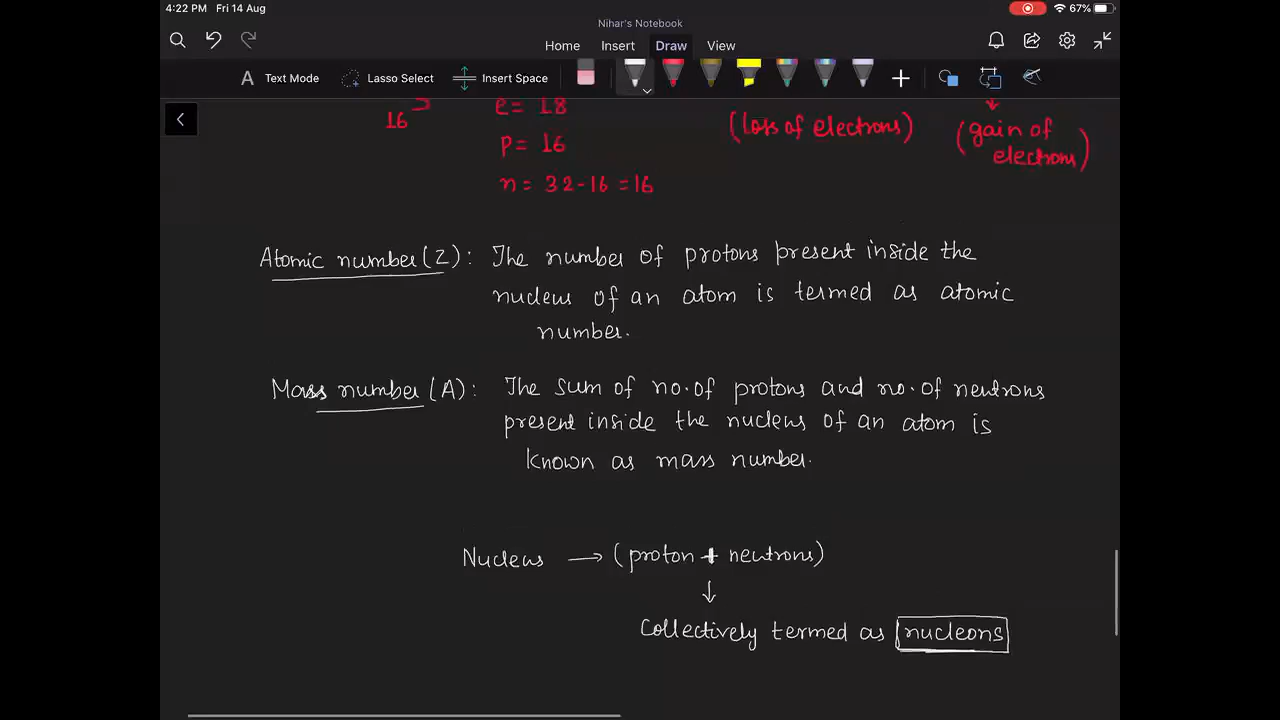 4:22 PM Fri 14 Aug
67%
Nihar's Notebook
Home Insert Draw View
A Text Mode Lasso Select Insert Space
16
e = 18
(loss of electrons)
(gain of
electrons)
p = 16
n = 32 - 16 = 16
Atomic number (Z) : The number of protons present inside the
nucleus of an atom is termed as atomic
number.
Mass number (A) : The sum of no. of protons and no. of neutrons
present inside the nucleus of an atom is
known as mass number.
Nucleus → (proton + neutrons)
↓
Collectively termed as nucleons